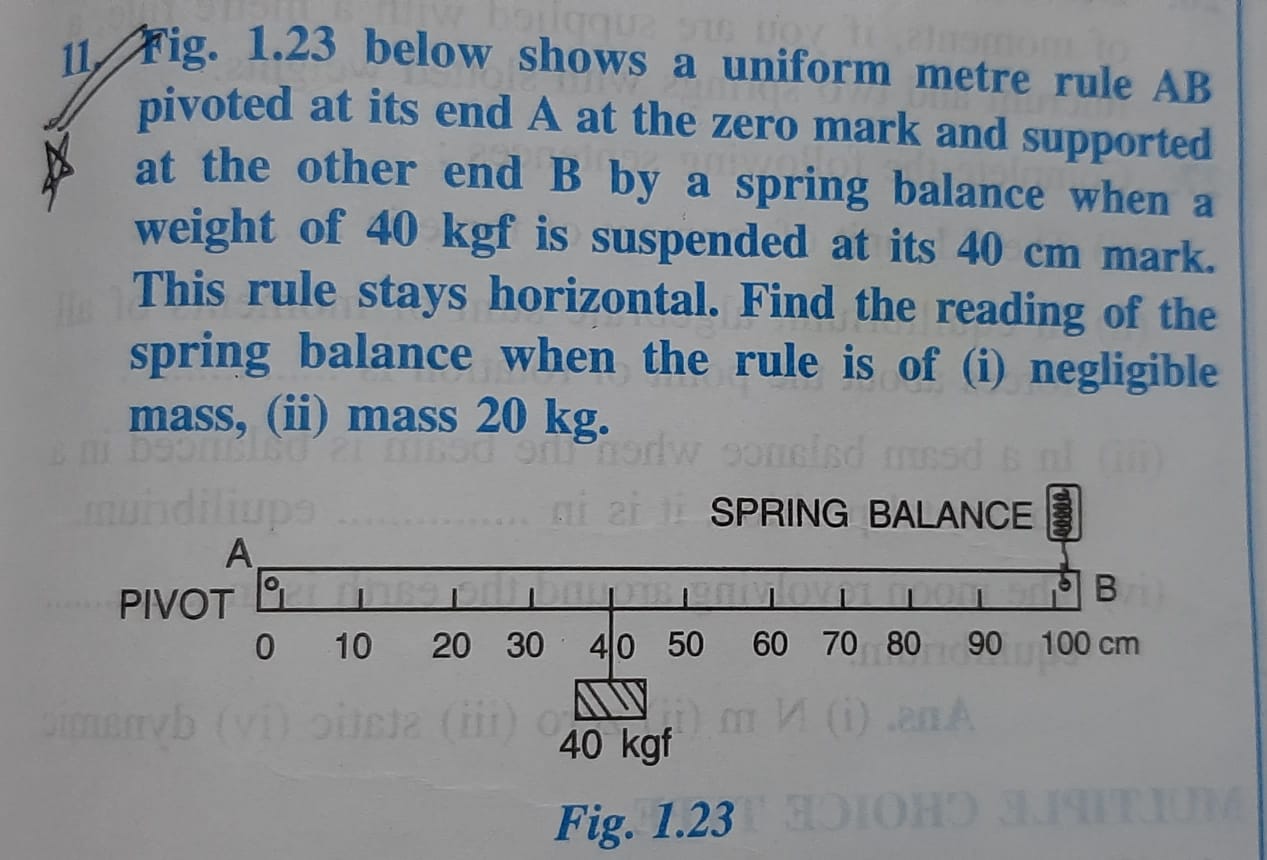 11. Fig. 1.23 below shows a uniform metre rule AB
pivoted at its end A at the zero mark and supported
at the other end B by a spring balance when a
weight of 40 kgf is suspended at its 40 cm mark.
This rule stays horizontal. Find the reading of the
spring balance when the rule is of (i) negligible
mass, (ii) mass 20 kg.
SPRING BALANCE
A
PIVOT
B
0 10 20 30 40 50 60 70 80 90 100 cm
40 kgf
Fig. 1.23